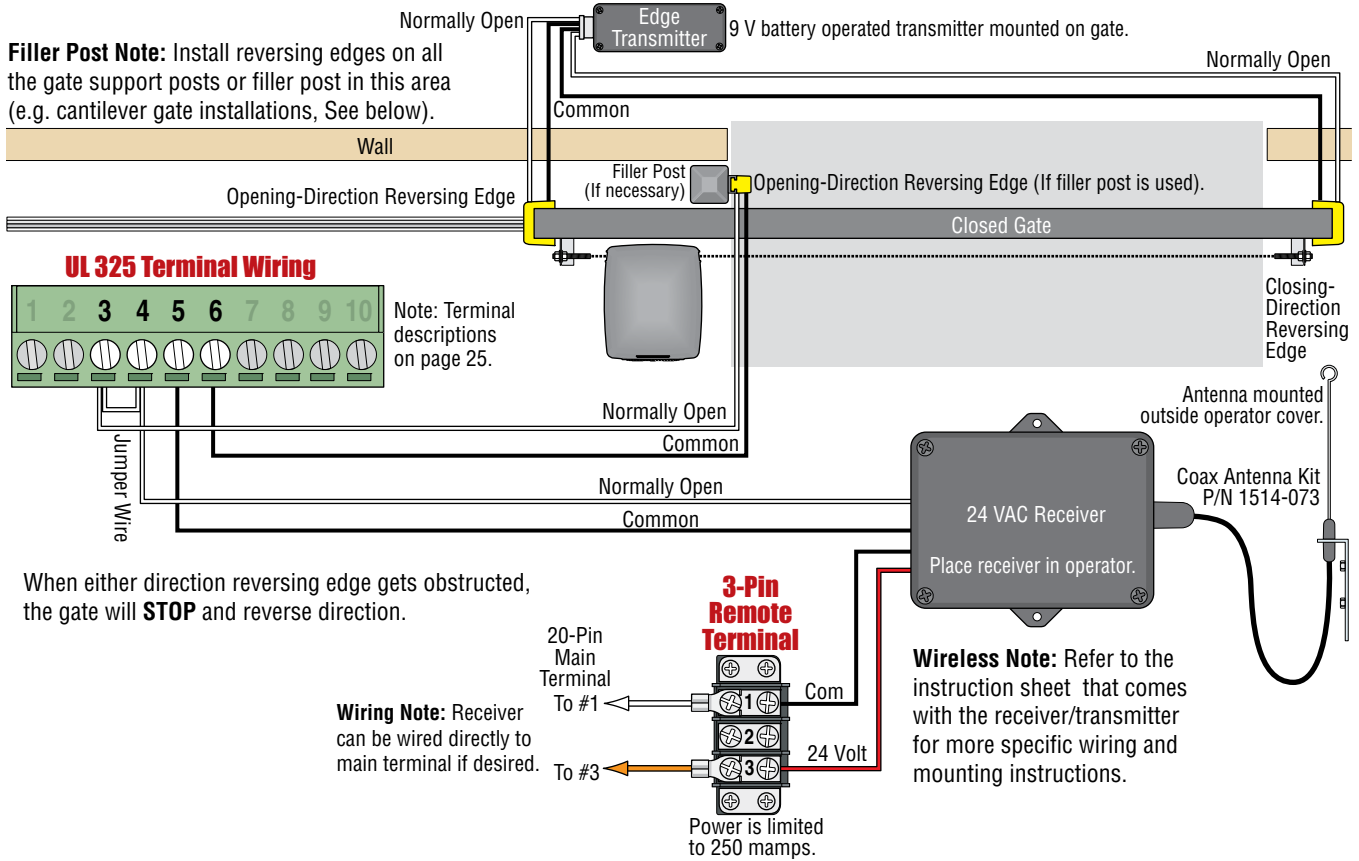 Normally Open
Edge
Transmitter
9 V battery operated transmitter mounted on gate.
Filler Post Note: Install reversing edges on all
the gate support posts or filler post in this area
(e.g. cantilever gate installations, See below).
Normally Open
Common
Wall
Filler Post
(If necessary)
Opening-Direction Reversing Edge (If filler post is used).
Opening-Direction Reversing Edge
Closed Gate
UL 325 Terminal Wiring
1 2 3 4 5 6 7 8 9 10
Note: Terminal
descriptions
on page 25.
Closing-
Direction
Reversing
Edge
Antenna mounted
outside operator cover.
Normally Open
Common
Jumper Wire
Coax Antenna Kit
P/N 1514-073
Normally Open
Common
24 VAC Receiver
Place receiver in operator.
When either direction reversing edge gets obstructed,
the gate will STOP and reverse direction.
3-Pin
Remote
Terminal
20-Pin
Main
Terminal
To #1
1
Com
2
Wiring Note: Receiver
can be wired directly to
main terminal if desired.
To #3
3
24 Volt
Power is limited
to 250 mamps.
Wireless Note: Refer to the
instruction sheet that comes
with the receiver/transmitter
for more specific wiring and
mounting instructions.